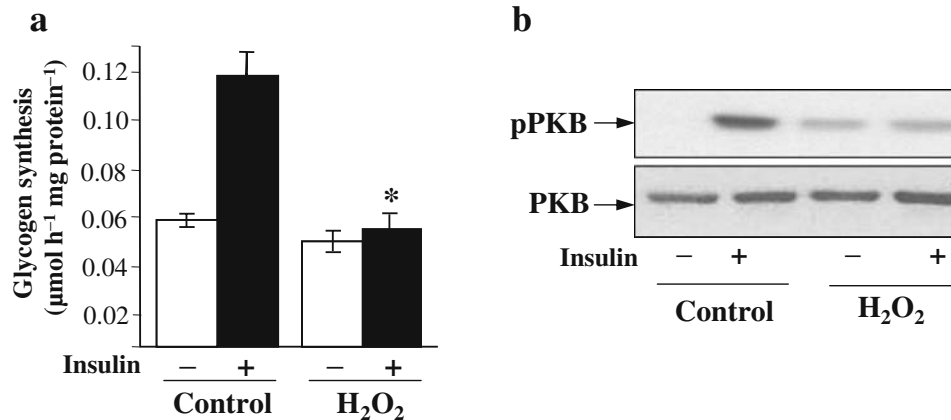 a
Glycogen synthesis
(µmol h⁻¹ mg protein⁻¹)
0.12
0.10
0.08
0.06
0.04
0.02
*
Insulin − + − +
Control H₂O₂
b
pPKB
PKB
Insulin − + − +
Control H₂O₂